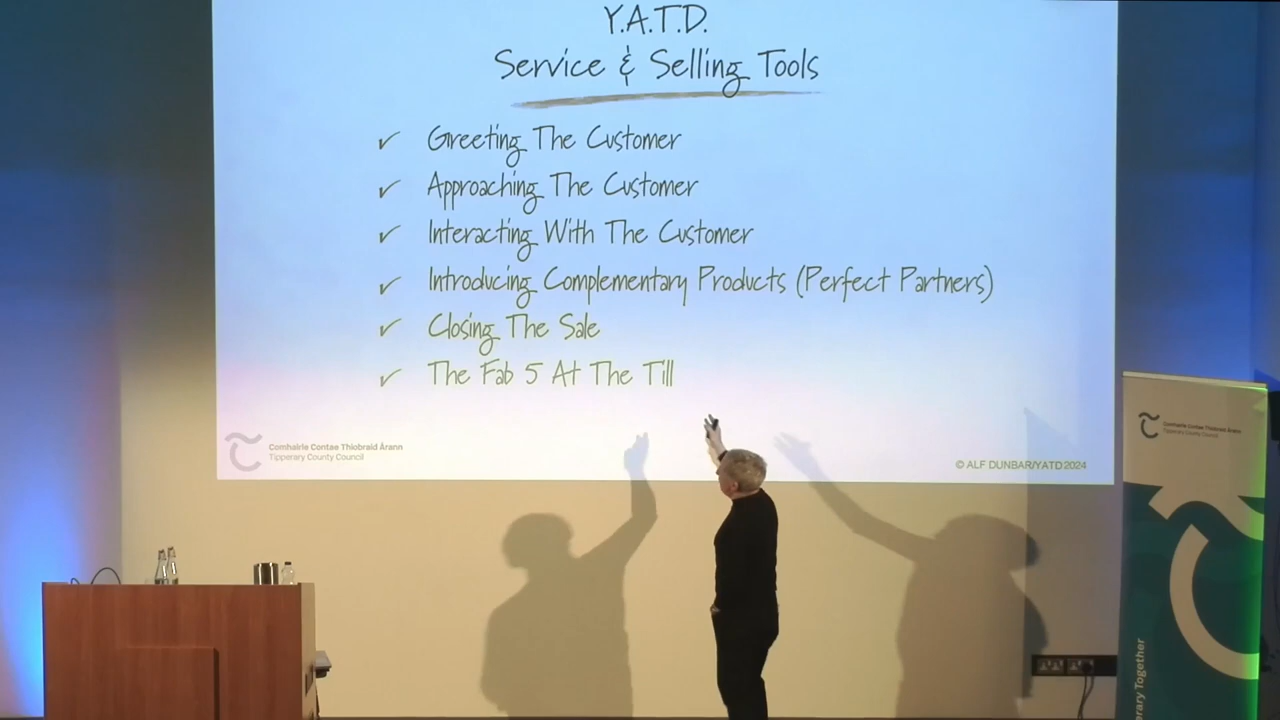 Y.A.T.D.
Service & Selling Tools
✓ Greeting The Customer
✓ Approaching The Customer
✓ Interacting With The Customer
✓ Introducing Complementary Products (Perfect Partners)
✓ Closing The Sale
✓ The Fab 5 At The Till
Comhairle Contae Thiobraid Árann
Tipperary County Council
© ALF DUNBAR/YATD 2024
Comhairle Contae Thiobraid Árann
Tipperary County Council
erary Together